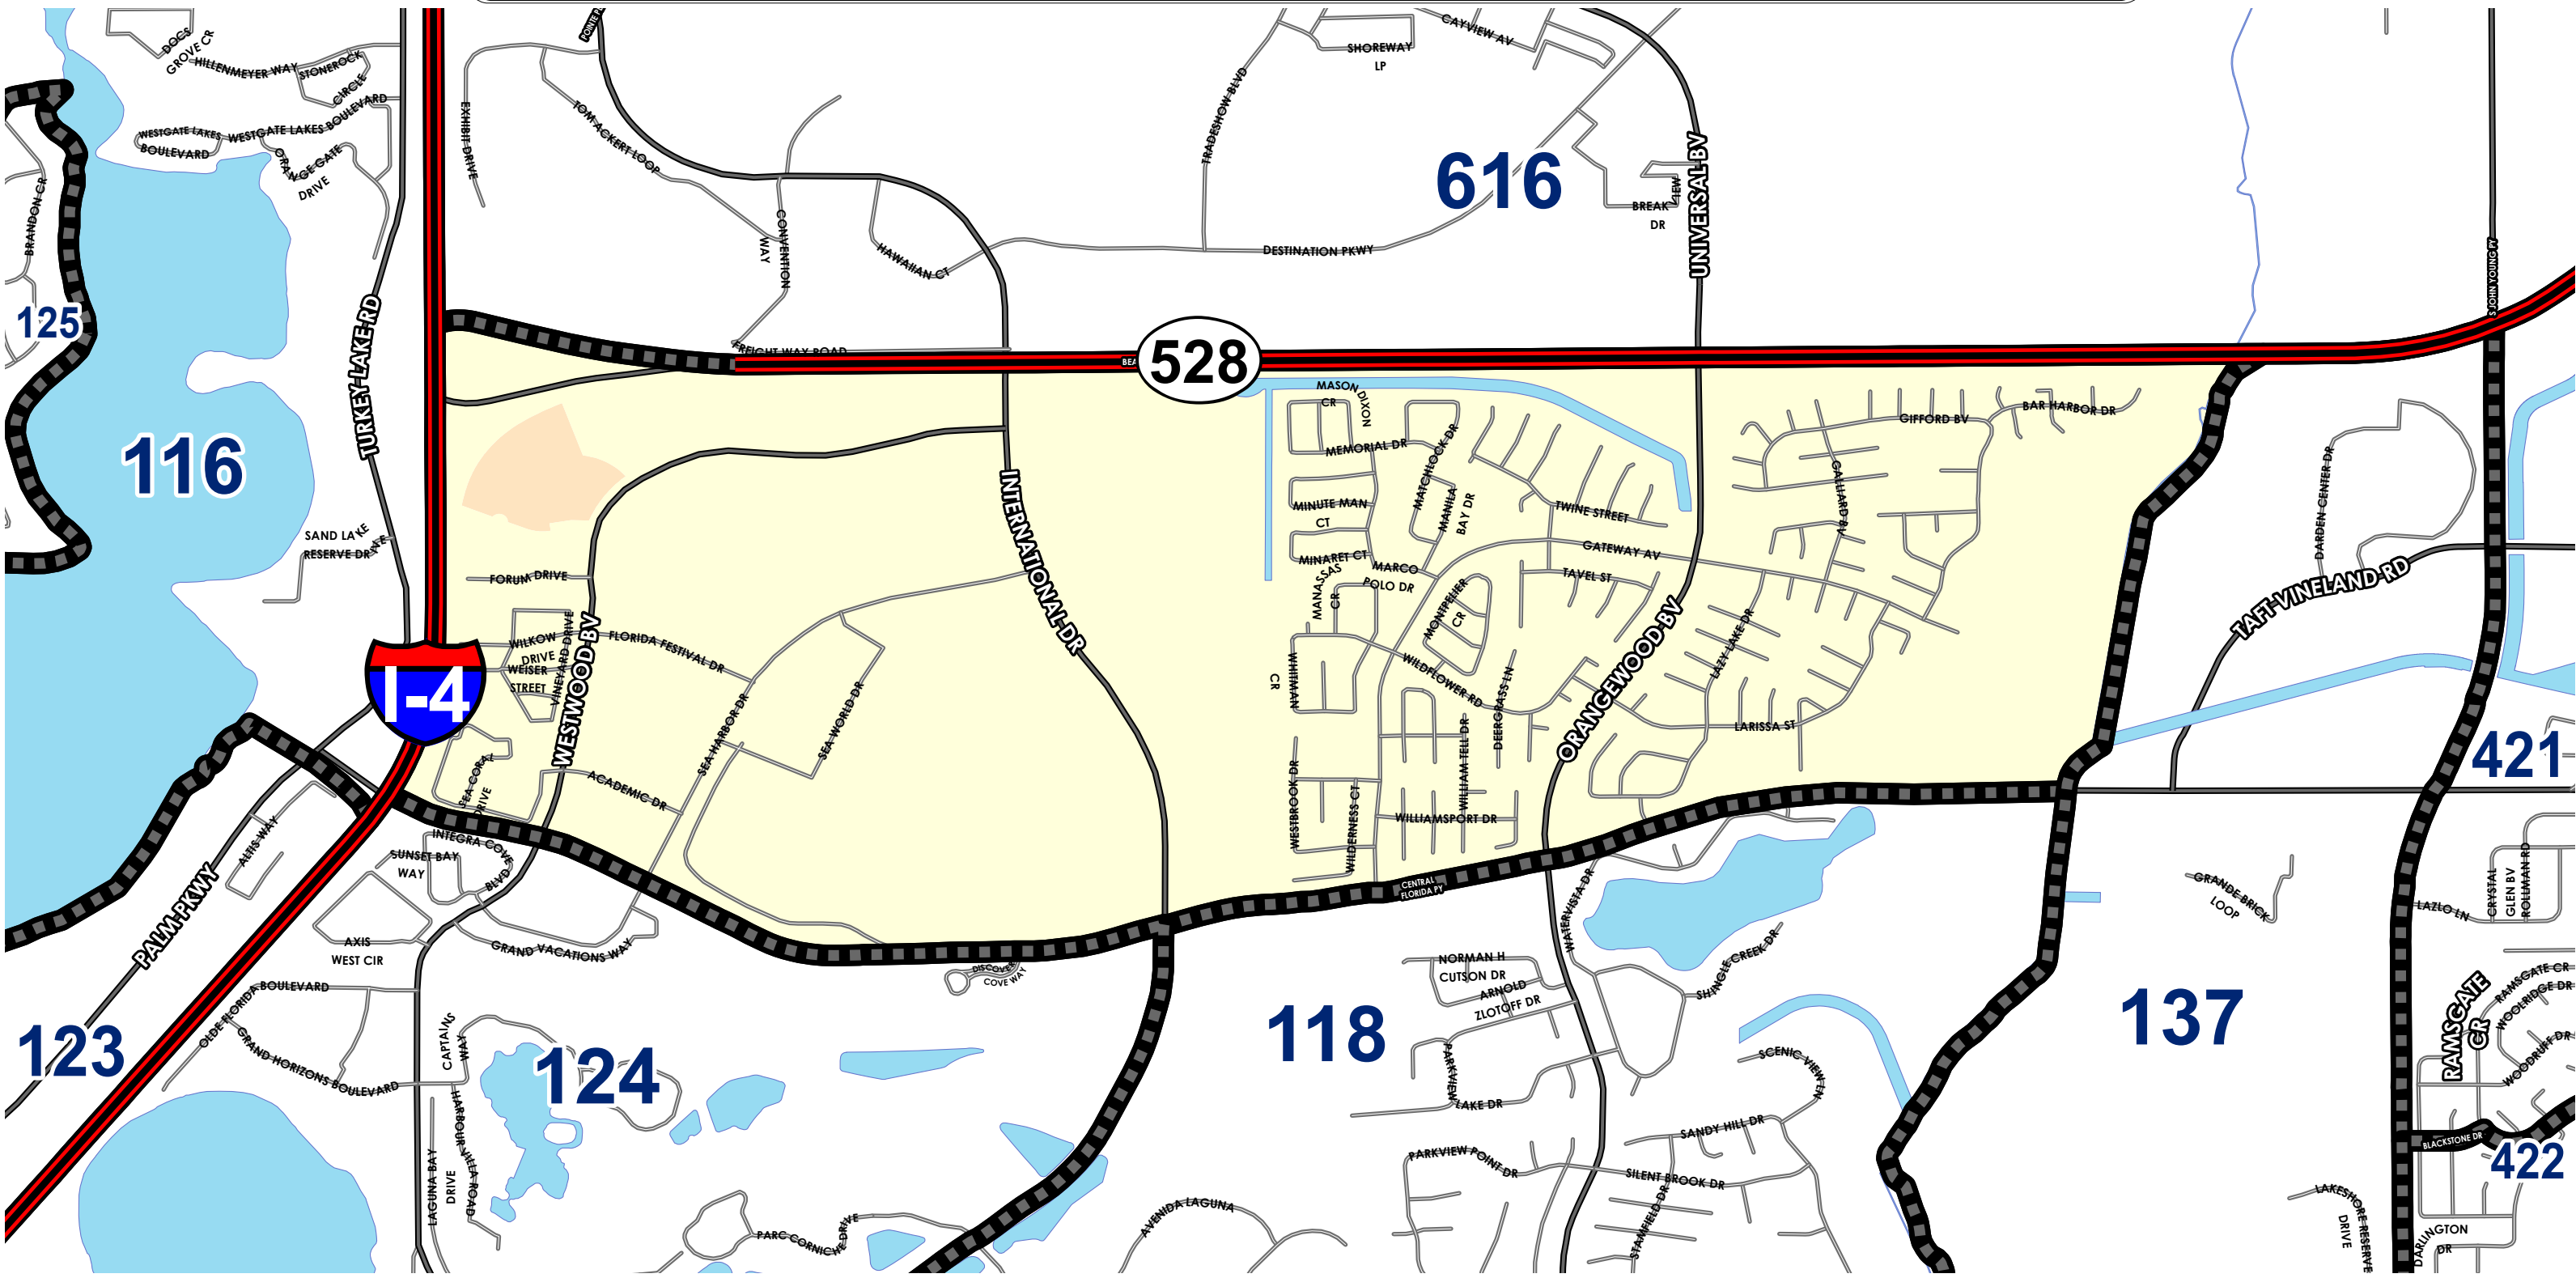 DOCS
GROVE CR
HILLENMEYER WAY
STONEROCK
CIRCLE
WESTGATE LAKES
BOULEVARD
WESTGATE LAKES BOULEVARD
ORANGE GATE
DRIVE
BRANDON CR
125
116
TURKEY LAKE RD
SAND LAKE
RESERVE DR
EXHIBIT DRIVE
TOM ACKERT LOOP
CONVENTION
WAY
HAWAIIAN CT
FREIGHT WAY ROAD
TRADESHOW BLVD
SHOREWAY
LP
CAYVIEW AV
616
VIEW
BREAK
DR
DESTINATION PKWY
UNIVERSAL BV
S JOHN YOUNG PY
528
MASON
DIXON
CR
MEMORIAL DR
MATCHLOCK DR
MINUTE MAN
CT
MANILA
BAY DR
MINARET CT
MANASSAS
CR
MARCO
POLO DR
MONTPELIER
CR
TWINE STREET
GATEWAY AV
TAVEL ST
GIFFORD BV
BAR HARBOR DR
GALLIARD BV
LAZY LAKE DR
LARISSA ST
ORANGEWOOD BV
WHITMAN
CR
WILDFLOWER RD
DEERGRASS LN
WILLIAM TELL DR
WESTBROOK DR
WILDERNESS CT
WILLIAMSPORT DR
CENTRAL
FLORIDA PY
INTERNATIONAL DR
FORUM DRIVE
WILKOW
DRIVE
WEISER
STREET
VINEYARD DRIVE
WESTWOOD BV
FLORIDA FESTIVAL DR
SEA HARBOR DR
SEA WORLD DR
ACADEMIC DR
SEA CORAL
DRIVE
I-4
DARDEN CENTER DR
TAFT-VINELAND RD
421
PALM PKWY
ALTIS WAY
INTEGRA COVE
BLVD
SUNSET BAY
WAY
AXIS
WEST CIR
GRAND VACATIONS WAY
DISCOVERY
COVE WAY
OLDE FLORIDA BOULEVARD
GRAND HORIZONS BOULEVARD
123
124
CAPTAINS
WAY
HARBOUR VILLA ROAD
LAGUNA BAY
DRIVE
PARC CORNICHE DRIVE
AVENIDA LAGUNA
118
NORMAN H
CUTSON DR
ARNOLD
ZLOTOFF DR
WATERVISTA DR
SHINGLE CREEK DR
PARKVIEW
LAKE DR
PARKVIEW POINT DR
SCENIC VIEW LN
SANDY HILL DR
SILENT BROOK DR
STAMFIELD DR
137
GRANDE BRICK
LOOP
LAZLO LN
CRYSTAL
GLEN BV
ROLLMAN RD
RAMSGATE
CR
RAMSGATE CR
WOOLRIDGE DR
WOODRUFF DR
BLACKSTONE DR
422
LAKESHORE RESERVE
DRIVE
DARLINGTON
DR